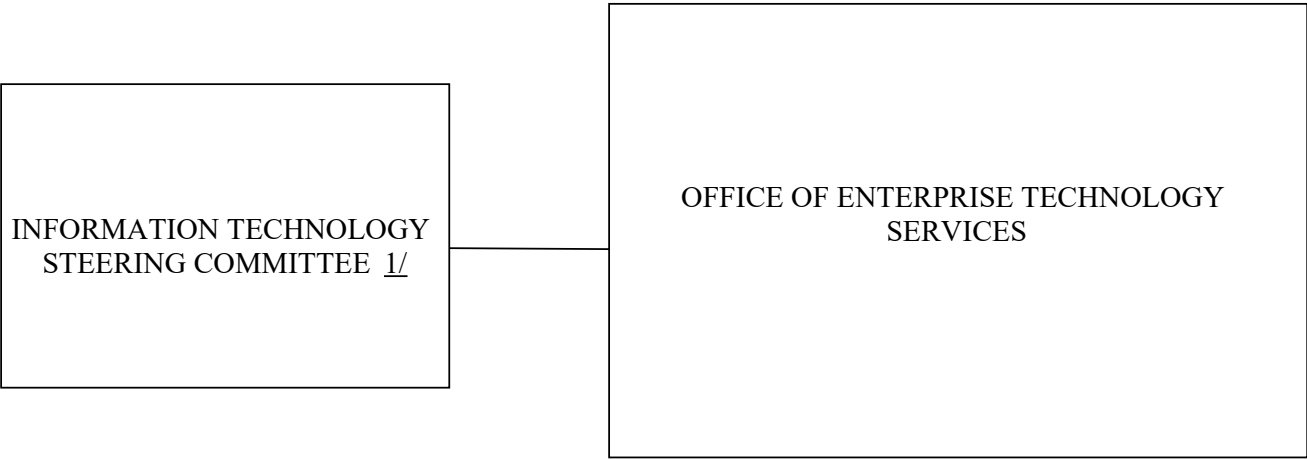 INFORMATION TECHNOLOGY
STEERING COMMITTEE 1/
OFFICE OF ENTERPRISE TECHNOLOGY
SERVICES